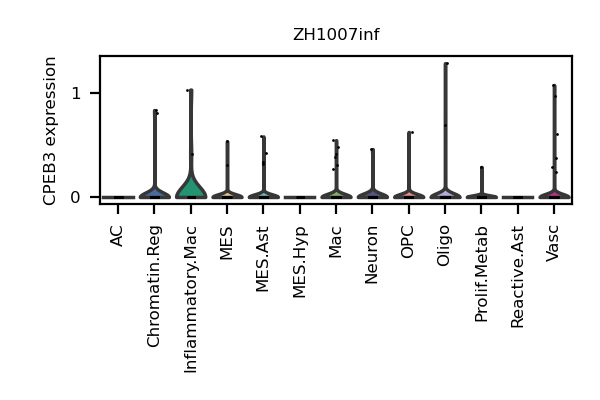 ZH1007inf
CPEB3 expression
1
0
AC
Chromatin.Reg
Inflammatory.Mac
MES
MES.Ast
MES.Hyp
Mac
Neuron
OPC
Oligo
Prolif.Metab
Reactive.Ast
Vasc